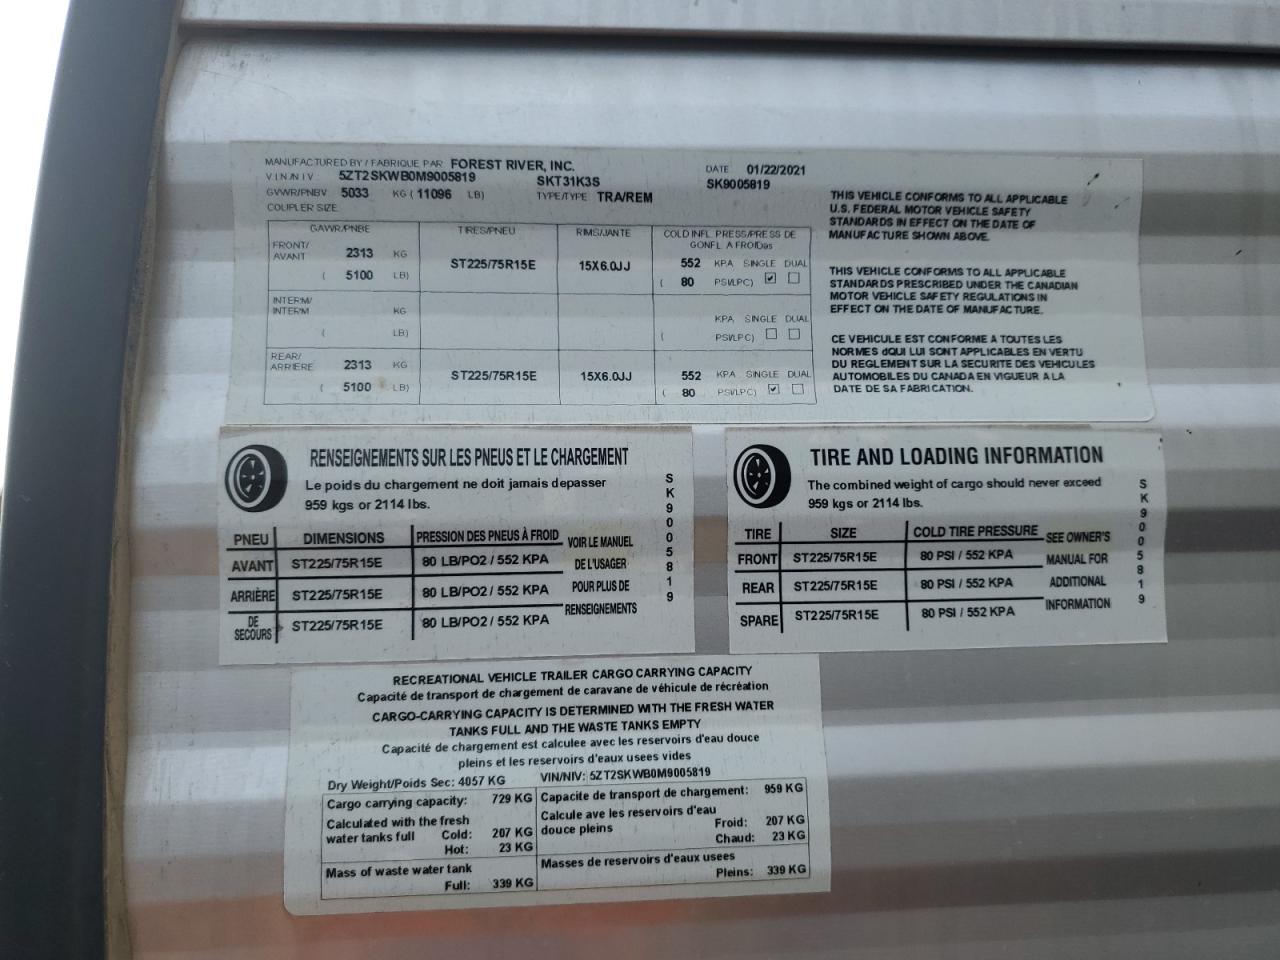 MANUFACTURED BY / FABRIQUE PAR FOREST RIVER, INC. DATE 01/22/2021
VIN/NIV: 5ZT2SKWB0M9005819 SKT31K3S SK9005819
GVWR/PNBV 5033 KG ( 11096 LB) TYPE/TYPE TRA/REM
COUPLER SIZE
GAWR/PNBE TIRES/PNEU RIMS/JANTE COLD INFL PRESS/PRESS DE
GONFL A FROIDas
FRONT/
AVANT 2313 KG ST225/75R15E 15X6.0JJ 552 KPA SINGLE DUAL
( 5100 LB) ( 80 PSI/LPC)
INTERM/
INTERM KG KPA SINGLE DUAL
( LB) ( PSI/LPC)
REAR/
ARRIERE 2313 KG ST225/75R15E 15X6.0JJ 552 KPA SINGLE DUAL
( 5100 LB) ( 80 PSI/LPC)
THIS VEHICLE CONFORMS TO ALL APPLICABLE
U.S. FEDERAL MOTOR VEHICLE SAFETY
STANDARDS IN EFFECT ON THE DATE OF
MANUFACTURE SHOWN ABOVE.
THIS VEHICLE CONFORMS TO ALL APPLICABLE
STANDARDS PRESCRIBED UNDER THE CANADIAN
MOTOR VEHICLE SAFETY REGULATIONS IN
EFFECT ON THE DATE OF MANUFACTURE.
CE VEHICULE EST CONFORME A TOUTES LES
NORMES dQUI LUI SONT APPLICABLES EN VERTU
DU REGLEMENT SUR LA SECURITE DES VEHICULES
AUTOMOBILES DU CANADA EN VIGUEUR A LA
DATE DE SA FABRICATION.
RENSEIGNEMENTS SUR LES PNEUS ET LE CHARGEMENT
Le poids du chargement ne doit jamais depasser
959 kgs or 2114 lbs.
PNEU DIMENSIONS PRESSION DES PNEUS À FROID
AVANT ST225/75R15E 80 LB/PO2 / 552 KPA
ARRIÈRE ST225/75R15E 80 LB/PO2 / 552 KPA
DE
SECOURS ST225/75R15E 80 LB/PO2 / 552 KPA
VOIR LE MANUEL
DE L'USAGER
POUR PLUS DE
RENSEIGNEMENTS
SK9005819
TIRE AND LOADING INFORMATION
The combined weight of cargo should never exceed
959 kgs or 2114 lbs.
TIRE SIZE COLD TIRE PRESSURE
FRONT ST225/75R15E 80 PSI / 552 KPA
REAR ST225/75R15E 80 PSI / 552 KPA
SPARE ST225/75R15E 80 PSI / 552 KPA
SEE OWNER'S
MANUAL FOR
ADDITIONAL
INFORMATION
SK9005819
RECREATIONAL VEHICLE TRAILER CARGO CARRYING CAPACITY
Capacité de transport de chargement de caravane de véhicule de récréation
CARGO-CARRYING CAPACITY IS DETERMINED WITH THE FRESH WATER
TANKS FULL AND THE WASTE TANKS EMPTY
Capacité de chargement est calculee avec les reservoirs d'eau douce
pleins et les reservoirs d'eaux usees vides
Dry Weight/Poids Sec: 4057 KG VIN/NIV: 5ZT2SKWB0M9005819
Cargo carrying capacity: 729 KG
Calculated with the fresh
water tanks full Cold: 207 KG
Hot: 23 KG
Mass of waste water tank
Full: 339 KG
Capacite de transport de chargement: 959 KG
Calcule ave les reservoirs d'eau
douce pleins Froid: 207 KG
Chaud: 23 KG
Masses de reservoirs d'eaux usees
Pleins: 339 KG